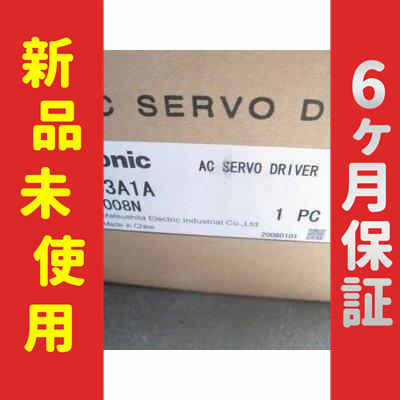 新品未使用
6ヶ月保証
C SERVO D
onic
AC SERVO DRIVER
3A1A
008N
1 PC
Matsushita Electric Industrial Co.,Ltd
Made in China
20080101